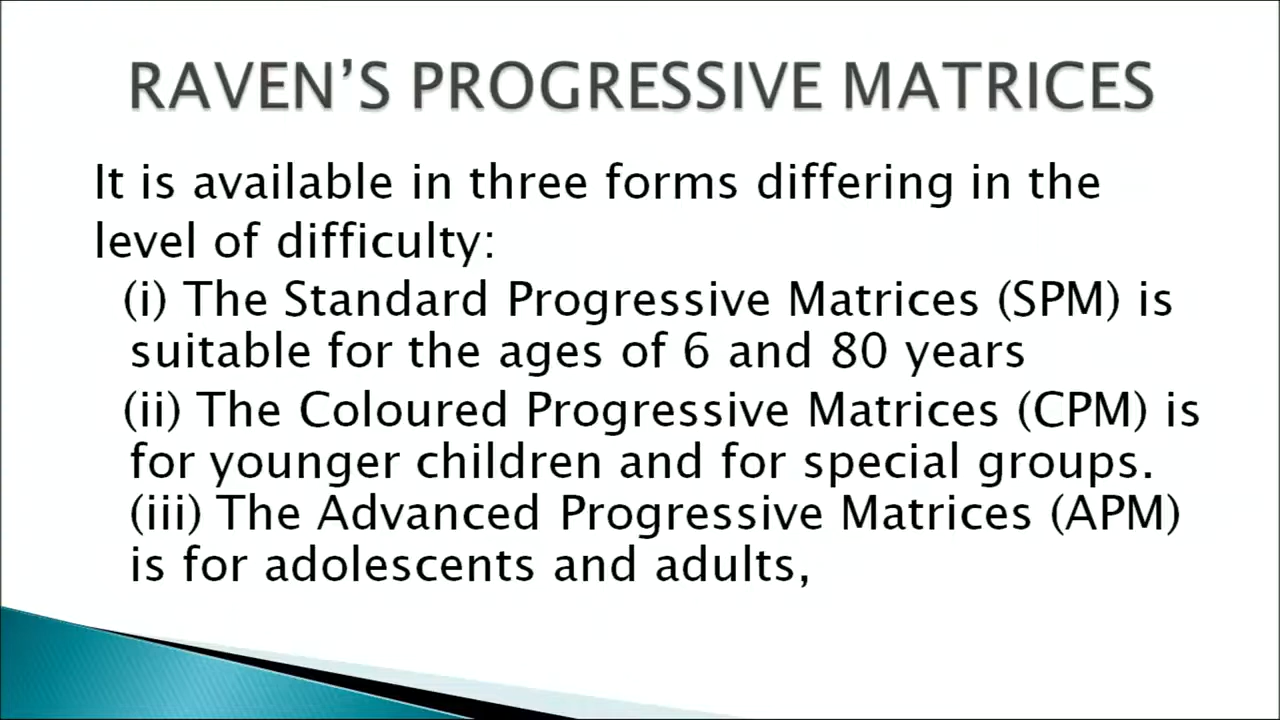 RAVEN’S PROGRESSIVE MATRICES
It is available in three forms differing in the
level of difficulty:
(i) The Standard Progressive Matrices (SPM) is
suitable for the ages of 6 and 80 years
(ii) The Coloured Progressive Matrices (CPM) is
for younger children and for special groups.
(iii) The Advanced Progressive Matrices (APM)
is for adolescents and adults,